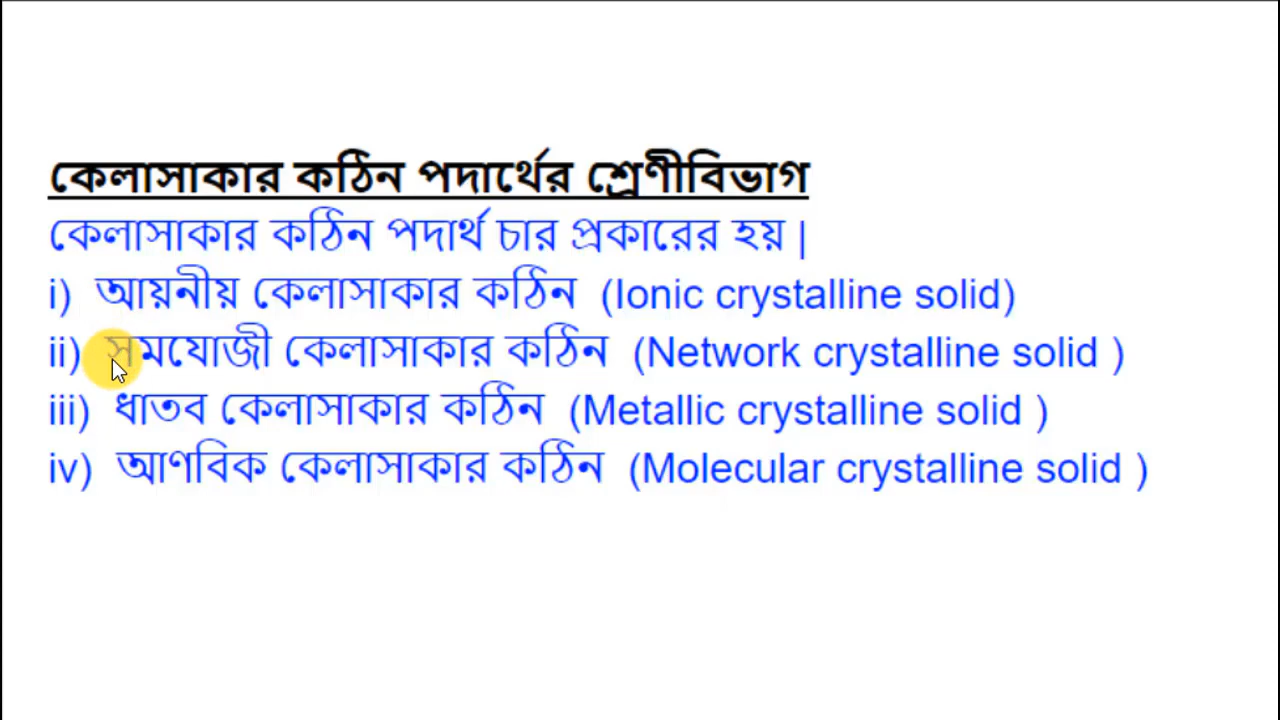 কেলাসাকার কঠিন পদার্থের শ্রেণীবিভাগ
কেলাসাকার কঠিন পদার্থ চার প্রকারের হয় |
i) আয়নীয় কেলাসাকার কঠিন (Ionic crystalline solid)
ii) সমযোজী কেলাসাকার কঠিন (Network crystalline solid )
iii) ধাতব কেলাসাকার কঠিন (Metallic crystalline solid )
iv) আণবিক কেলাসাকার কঠিন (Molecular crystalline solid )